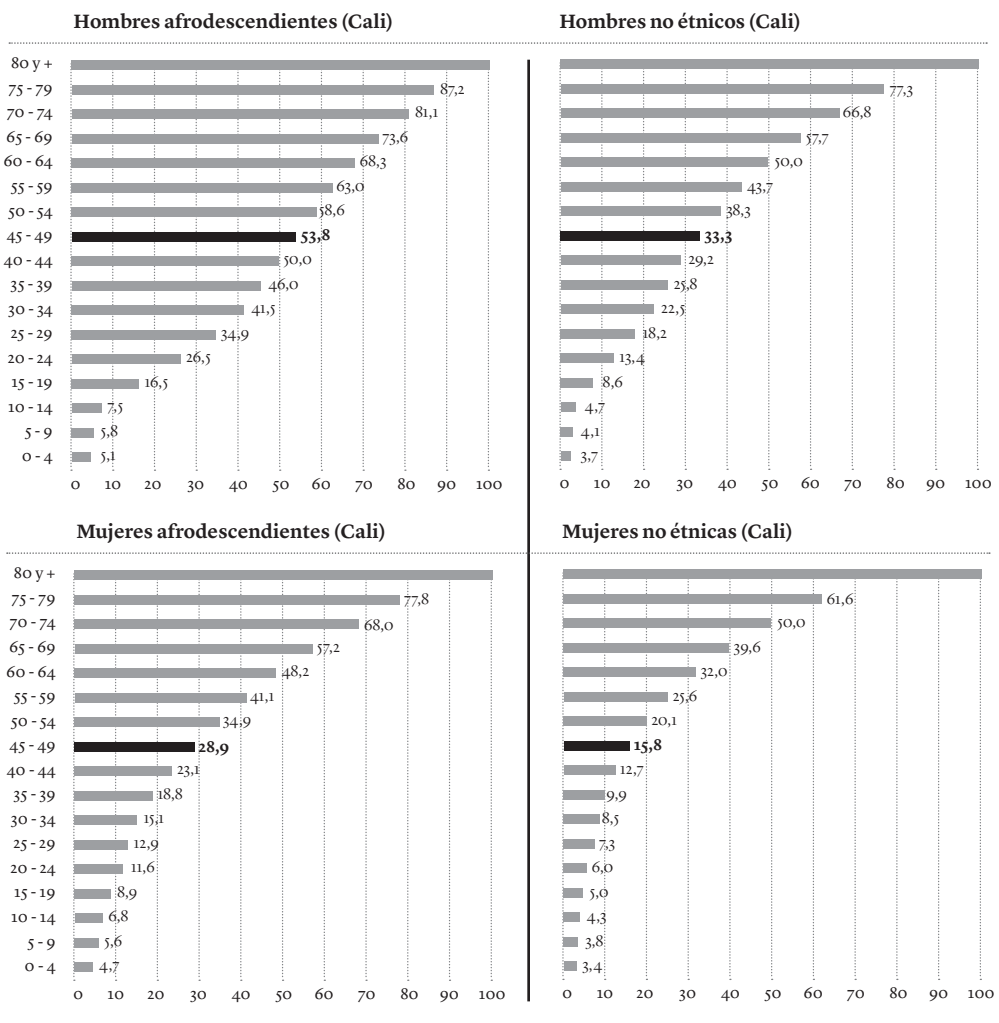 Hombres afrodescendientes (Cali)
80 y +
75 - 79 87,2
70 - 74 81,1
65 - 69 73,6
60 - 64 68,3
55 - 59 63,0
50 - 54 58,6
45 - 49 53,8
40 - 44 50,0
35 - 39 46,0
30 - 34 41,5
25 - 29 34,9
20 - 24 26,5
15 - 19 16,5
10 - 14 7,5
5 - 9 5,8
0 - 4 5,1
0 10 20 30 40 50 60 70 80 90 100
Hombres no étnicos (Cali)
77,3
66,8
57,7
50,0
43,7
38,3
33,3
29,2
25,8
22,5
18,2
13,4
8,6
4,7
4,1
3,7
0 10 20 30 40 50 60 70 80 90 100
Mujeres afrodescendientes (Cali)
80 y +
75 - 79 77,8
70 - 74 68,0
65 - 69 57,2
60 - 64 48,2
55 - 59 41,1
50 - 54 34,9
45 - 49 28,9
40 - 44 23,1
35 - 39 18,8
30 - 34 15,1
25 - 29 12,9
20 - 24 11,6
15 - 19 8,9
10 - 14 6,8
5 - 9 5,6
0 - 4 4,7
0 10 20 30 40 50 60 70 80 90 100
Mujeres no étnicas (Cali)
61,6
50,0
39,6
32,0
25,6
20,1
15,8
12,7
9,9
8,5
7,3
6,0
5,0
4,3
3,8
3,4
0 10 20 30 40 50 60 70 80 90 100